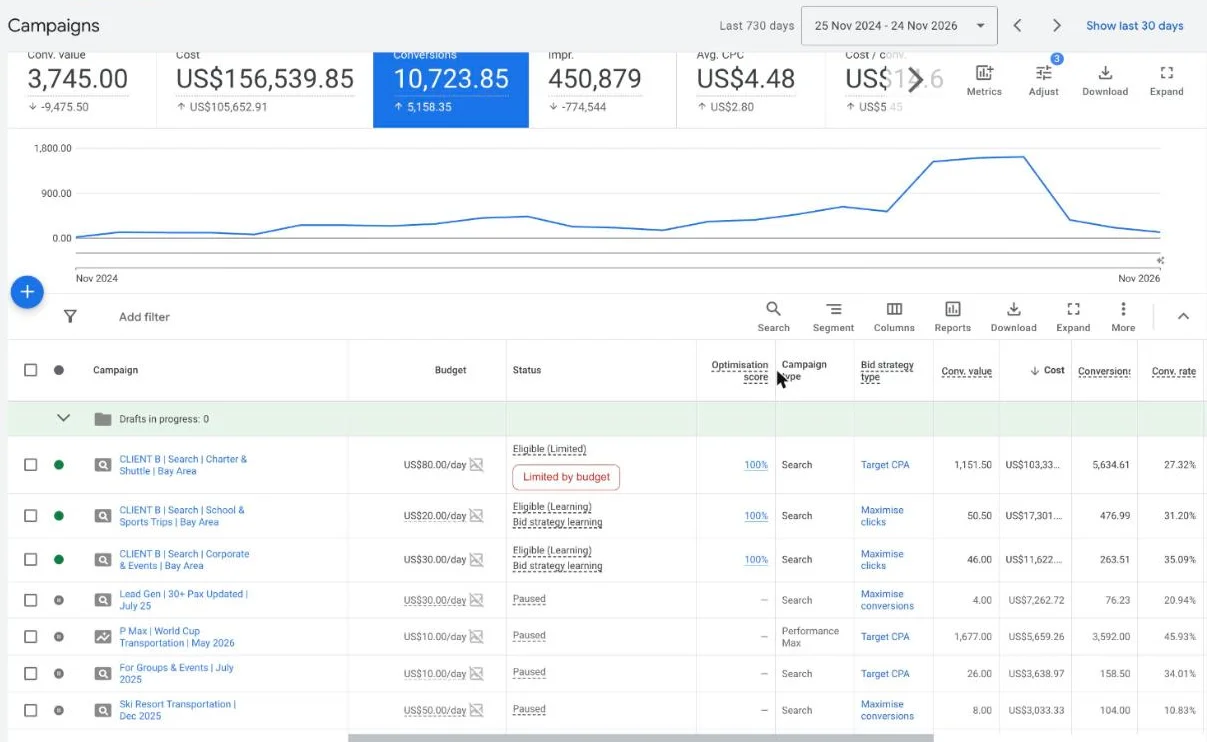 Campaigns
Last 730 days 25 Nov 2024 - 24 Nov 2026 Show last 30 days
Conv. value Cost Conversions Impr. Avg. CPC Cost / conv.
3,745.00 US$156,539.85 10,723.85 450,879 US$4.48 US$14.6
-9,475.50 US$105,652.91 5,158.35 -774,544 US$2.80 US$5.45
3
Metrics Adjust Download Expand
1,800.00
900.00
0.00
Nov 2024 Nov 2026
Add filter
Search Segment Columns Reports Download Expand More
Campaign Budget Status Optimisation score Campaign type Bid strategy type Conv. value Cost Conversions Conv. rate
Drafts in progress: 0
CLIENT B | Search | Charter &
Shuttle | Bay Area
US$80.00/day
Eligible (Limited)
Limited by budget
100% Search Target CPA 1,151.50 US$103,33... 5,634.61 27.32%
CLIENT B | Search | School &
Sports Trips | Bay Area
US$20.00/day
Eligible (Learning)
Bid strategy learning
100% Search Maximise clicks 50.50 US$17,301.... 476.99 31.20%
CLIENT B | Search | Corporate
& Events | Bay Area
US$30.00/day
Eligible (Learning)
Bid strategy learning
100% Search Maximise clicks 46.00 US$11,622.... 263.51 35.09%
Lead Gen | 30+ Pax Updated |
July 25
US$30.00/day Paused – Search Maximise conversions 4.00 US$7,262.72 76.23 20.94%
P Max | World Cup
Transportation | May 2026
US$10.00/day Paused – Performance Max Target CPA 1,677.00 US$5,659.26 3,592.00 45.93%
For Groups & Events | July
2025
US$10.00/day Paused – Search Target CPA 26.00 US$3,638.97 158.50 34.01%
Ski Resort Transportation |
Dec 2025
US$50.00/day Paused – Search Maximise conversions 8.00 US$3,033.33 104.00 10.83%